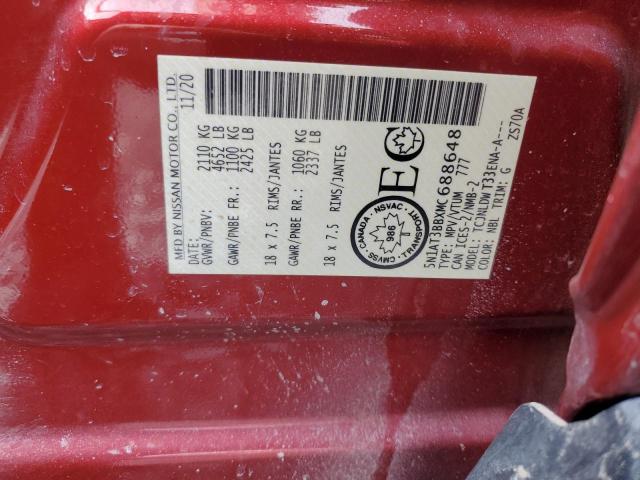 MFD BY NISSAN MOTOR CO., LTD.
DATE: 11/20
GVWR/PNBV: 2110 KG
4652 LB
GAWR/PNBE FR.: 1100 KG
2425 LB
18 x 7.5 RIMS/JANTES
GAWR/PNBE RR.: 1060 KG
2337 LB
18 x 7.5 RIMS/JANTES
EC
CANADA · NSVAC · TRANSPORT · CMVSS
986
5N1AT3BBXMC688648
TYPE: MPV/VTUM 777
CAN ICES-2/NMB-2
MODEL: TCJNLDWT33ENA-A---
COLOR: NBL TRIM: G
ZS70A